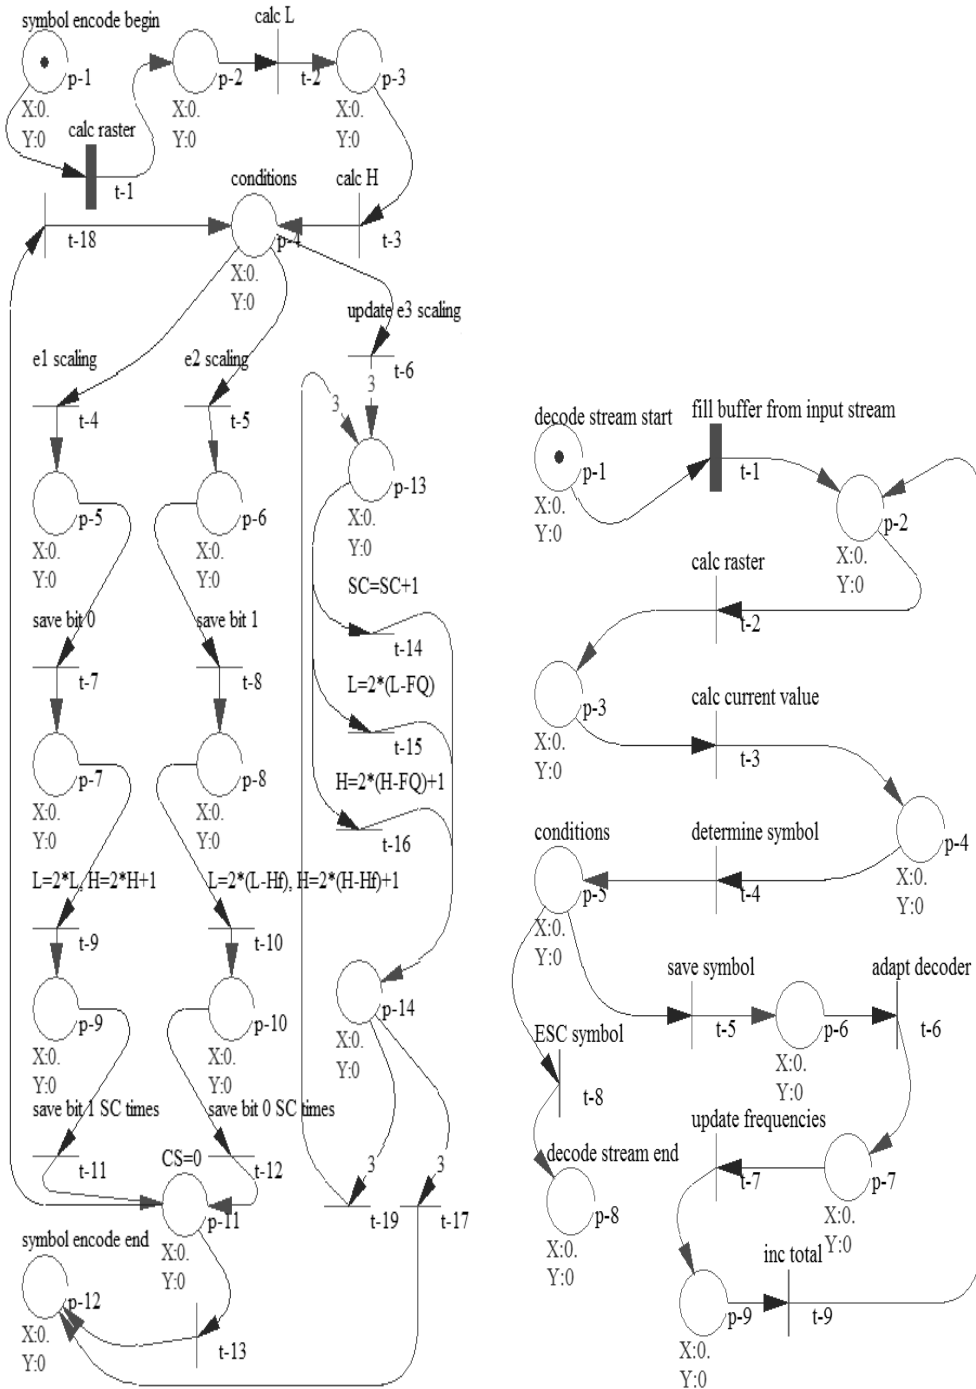 symbol encode begin
calc L
p-1
p-2
t-2
p-3
X:0.
Y:0
X:0.
Y:0
X:0.
Y:0
calc raster
t-1
conditions
calc H
t-18
p-4
t-3
X:0.
Y:0
update e3 scaling
e1 scaling
e2 scaling
t-6
3
3
t-4
t-5
p-13
p-5
p-6
X:0.
Y:0
X:0.
Y:0
X:0.
Y:0
SC=SC+1
save bit 0
save bit 1
t-14
t-7
t-8
L=2*(L-FQ)
t-15
p-7
p-8
H=2*(H-FQ)+1
X:0.
Y:0
X:0.
Y:0
t-16
L=2*L, H=2*H+1
L=2*(L-Hf), H=2*(H-Hf)+1
t-9
t-10
p-9
p-10
p-14
X:0.
Y:0
X:0.
Y:0
X:0.
Y:0
save bit 1 SC times
save bit 0 SC times
t-11
CS=0
t-12
3
3
t-19
t-17
p-11
symbol encode end
X:0.
Y:0
p-12
X:0.
Y:0
t-13
decode stream start
fill buffer from input stream
p-1
t-1
X:0.
Y:0
p-2
X:0.
Y:0
calc raster
t-2
p-3
calc current value
X:0.
Y:0
t-3
conditions
determine symbol
p-4
p-5
t-4
X:0.
Y:0
X:0.
Y:0
save symbol
adapt decoder
t-5
p-6
t-6
ESC symbol
X:0.
Y:0
t-8
update frequencies
decode stream end
t-7
p-7
p-8
X:0.
Y:0
X:0.
Y:0
inc total
p-9
t-9
X:0.
Y:0